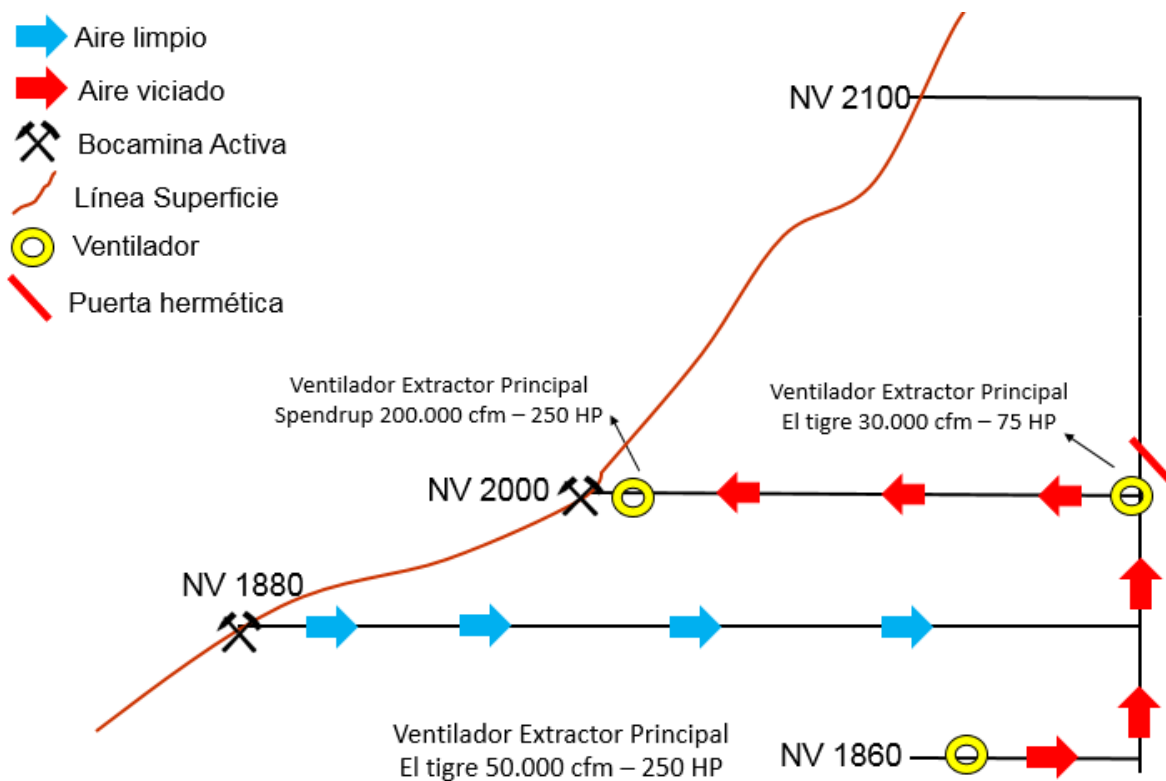 Aire limpio
Aire viciado
Bocamina Activa
Línea Superficie
Ventilador
Puerta hermética
NV 2100
Ventilador Extractor Principal
Spendrup 200.000 cfm – 250 HP
Ventilador Extractor Principal
El tigre 30.000 cfm – 75 HP
NV 2000
NV 1880
Ventilador Extractor Principal
El tigre 50.000 cfm – 250 HP
NV 1860